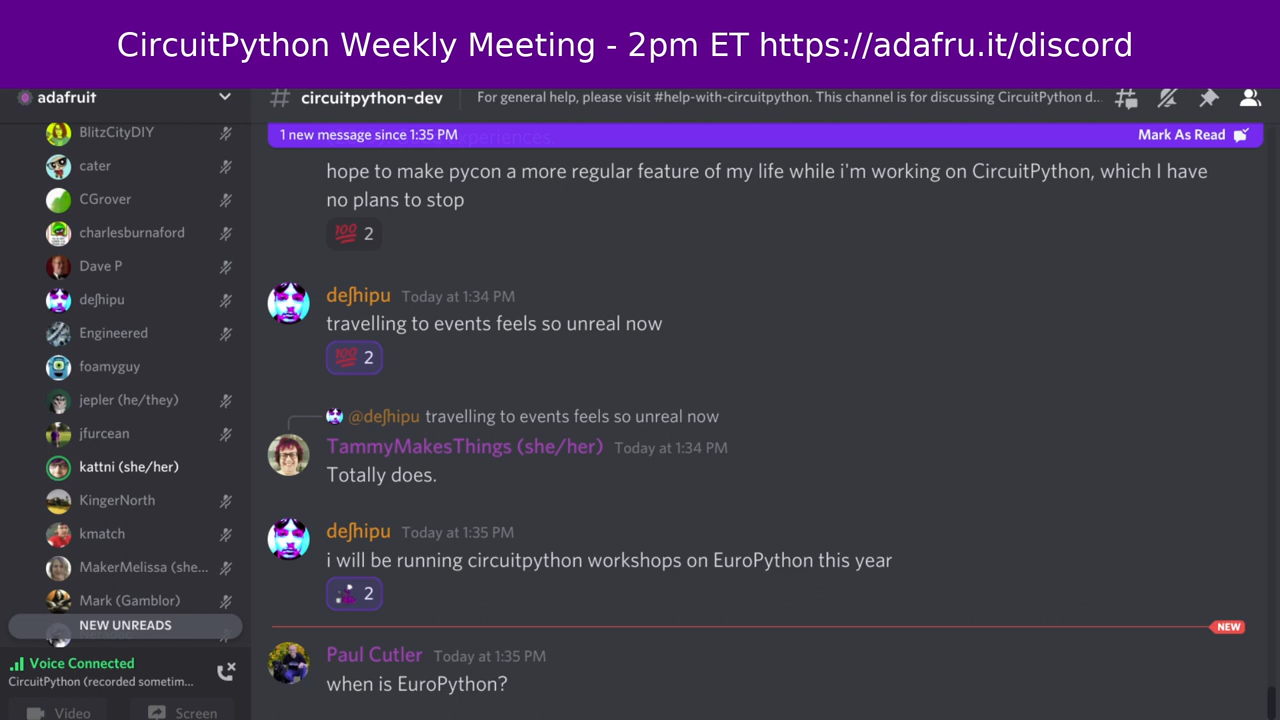 CircuitPython Weekly Meeting - 2pm ET https://adafru.it/discord
adafruit
circuitpython-dev
For general help, please visit #help-with-circuitpython. This channel is for discussing CircuitPython d...
BlitzCityDIY
cater
CGrover
charlesburnaford
Dave P
deʃhipu
Engineered
foamyguy
jepler (he/they)
jfurcean
kattni (she/her)
KingerNorth
kmatch
MakerMelissa (she...
Mark (Gamblor)
NEW UNREADS
Voice Connected
CircuitPython (recorded sometim...
Video
Screen
1 new message since 1:35 PM
Mark As Read
experiences
hope to make pycon a more regular feature of my life while i'm working on CircuitPython, which I have
no plans to stop
💯 2
deʃhipu Today at 1:34 PM
travelling to events feels so unreal now
💯 2
@deʃhipu travelling to events feels so unreal now
TammyMakesThings (she/her) Today at 1:34 PM
Totally does.
deʃhipu Today at 1:35 PM
i will be running circuitpython workshops on EuroPython this year
2
NEW
Paul Cutler Today at 1:35 PM
when is EuroPython?